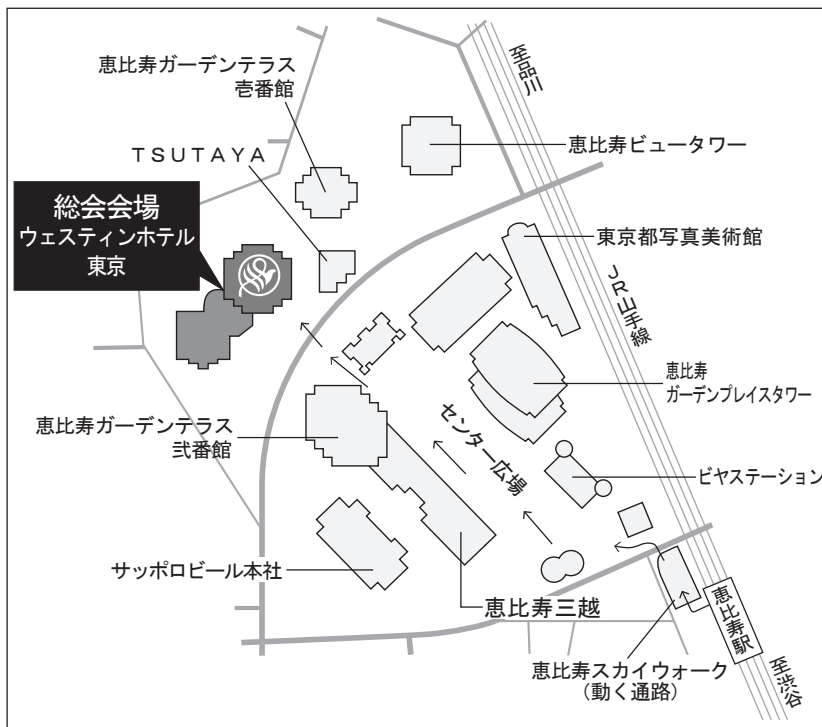 至品川
恵比寿ガーデンテラス
壱番館
TSUTAYA
恵比寿ビュータワー
総会会場
ウェスティンホテル
東京
東京都写真美術館
JR山手線
恵比寿
ガーデンプレイスタワー
恵比寿ガーデンテラス
弐番館
センター広場
ビヤステーション
サッポロビール本社
恵比寿三越
恵比寿駅
恵比寿スカイウォーク
(動く通路)
至渋谷